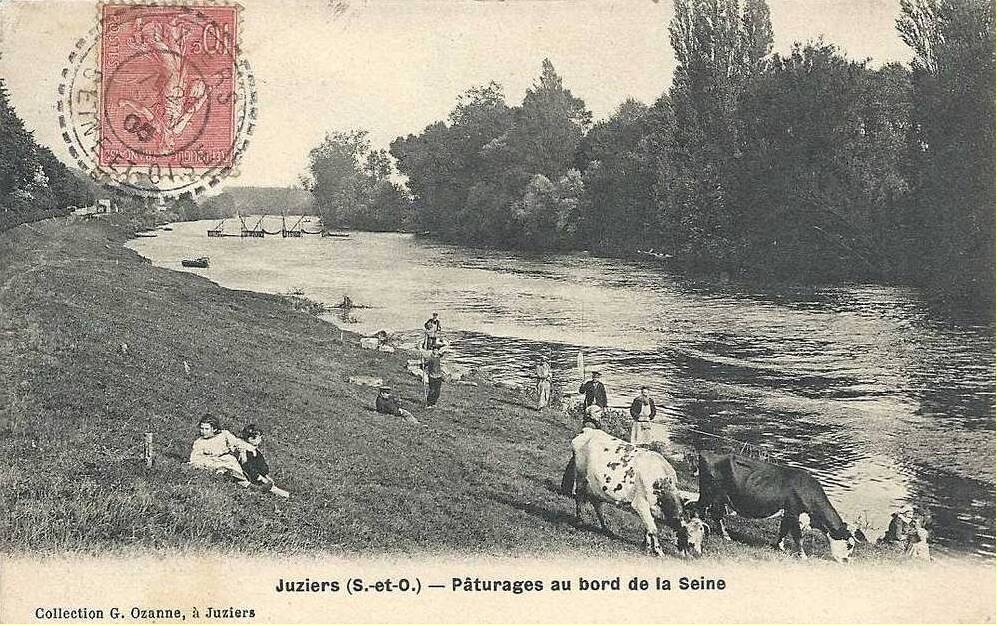 Juziers (S.-et-O.) — Pâturages au bord de la Seine
Collection G. Ozanne, à Juziers